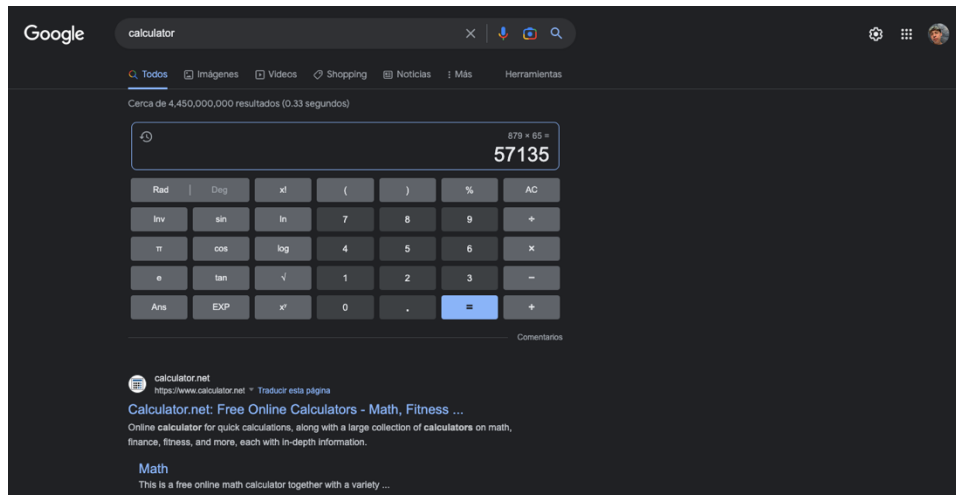 Google
calculator
Todos Imágenes Videos Shopping Noticias Más Herramientas
Cerca de 4,450,000,000 resultados (0.33 segundos)
879 × 65 =
57135
Rad | Deg x! ( ) % AC
Inv sin ln 7 8 9 ÷
π cos log 4 5 6 ×
e tan √ 1 2 3 −
Ans EXP xʸ 0 . = +
Comentarios
calculator.net
https://www.calculator.net Traducir esta página
Calculator.net: Free Online Calculators - Math, Fitness ...
Online calculator for quick calculations, along with a large collection of calculators on math,
finance, fitness, and more, each with in-depth information.
Math
This is a free online math calculator together with a variety ...